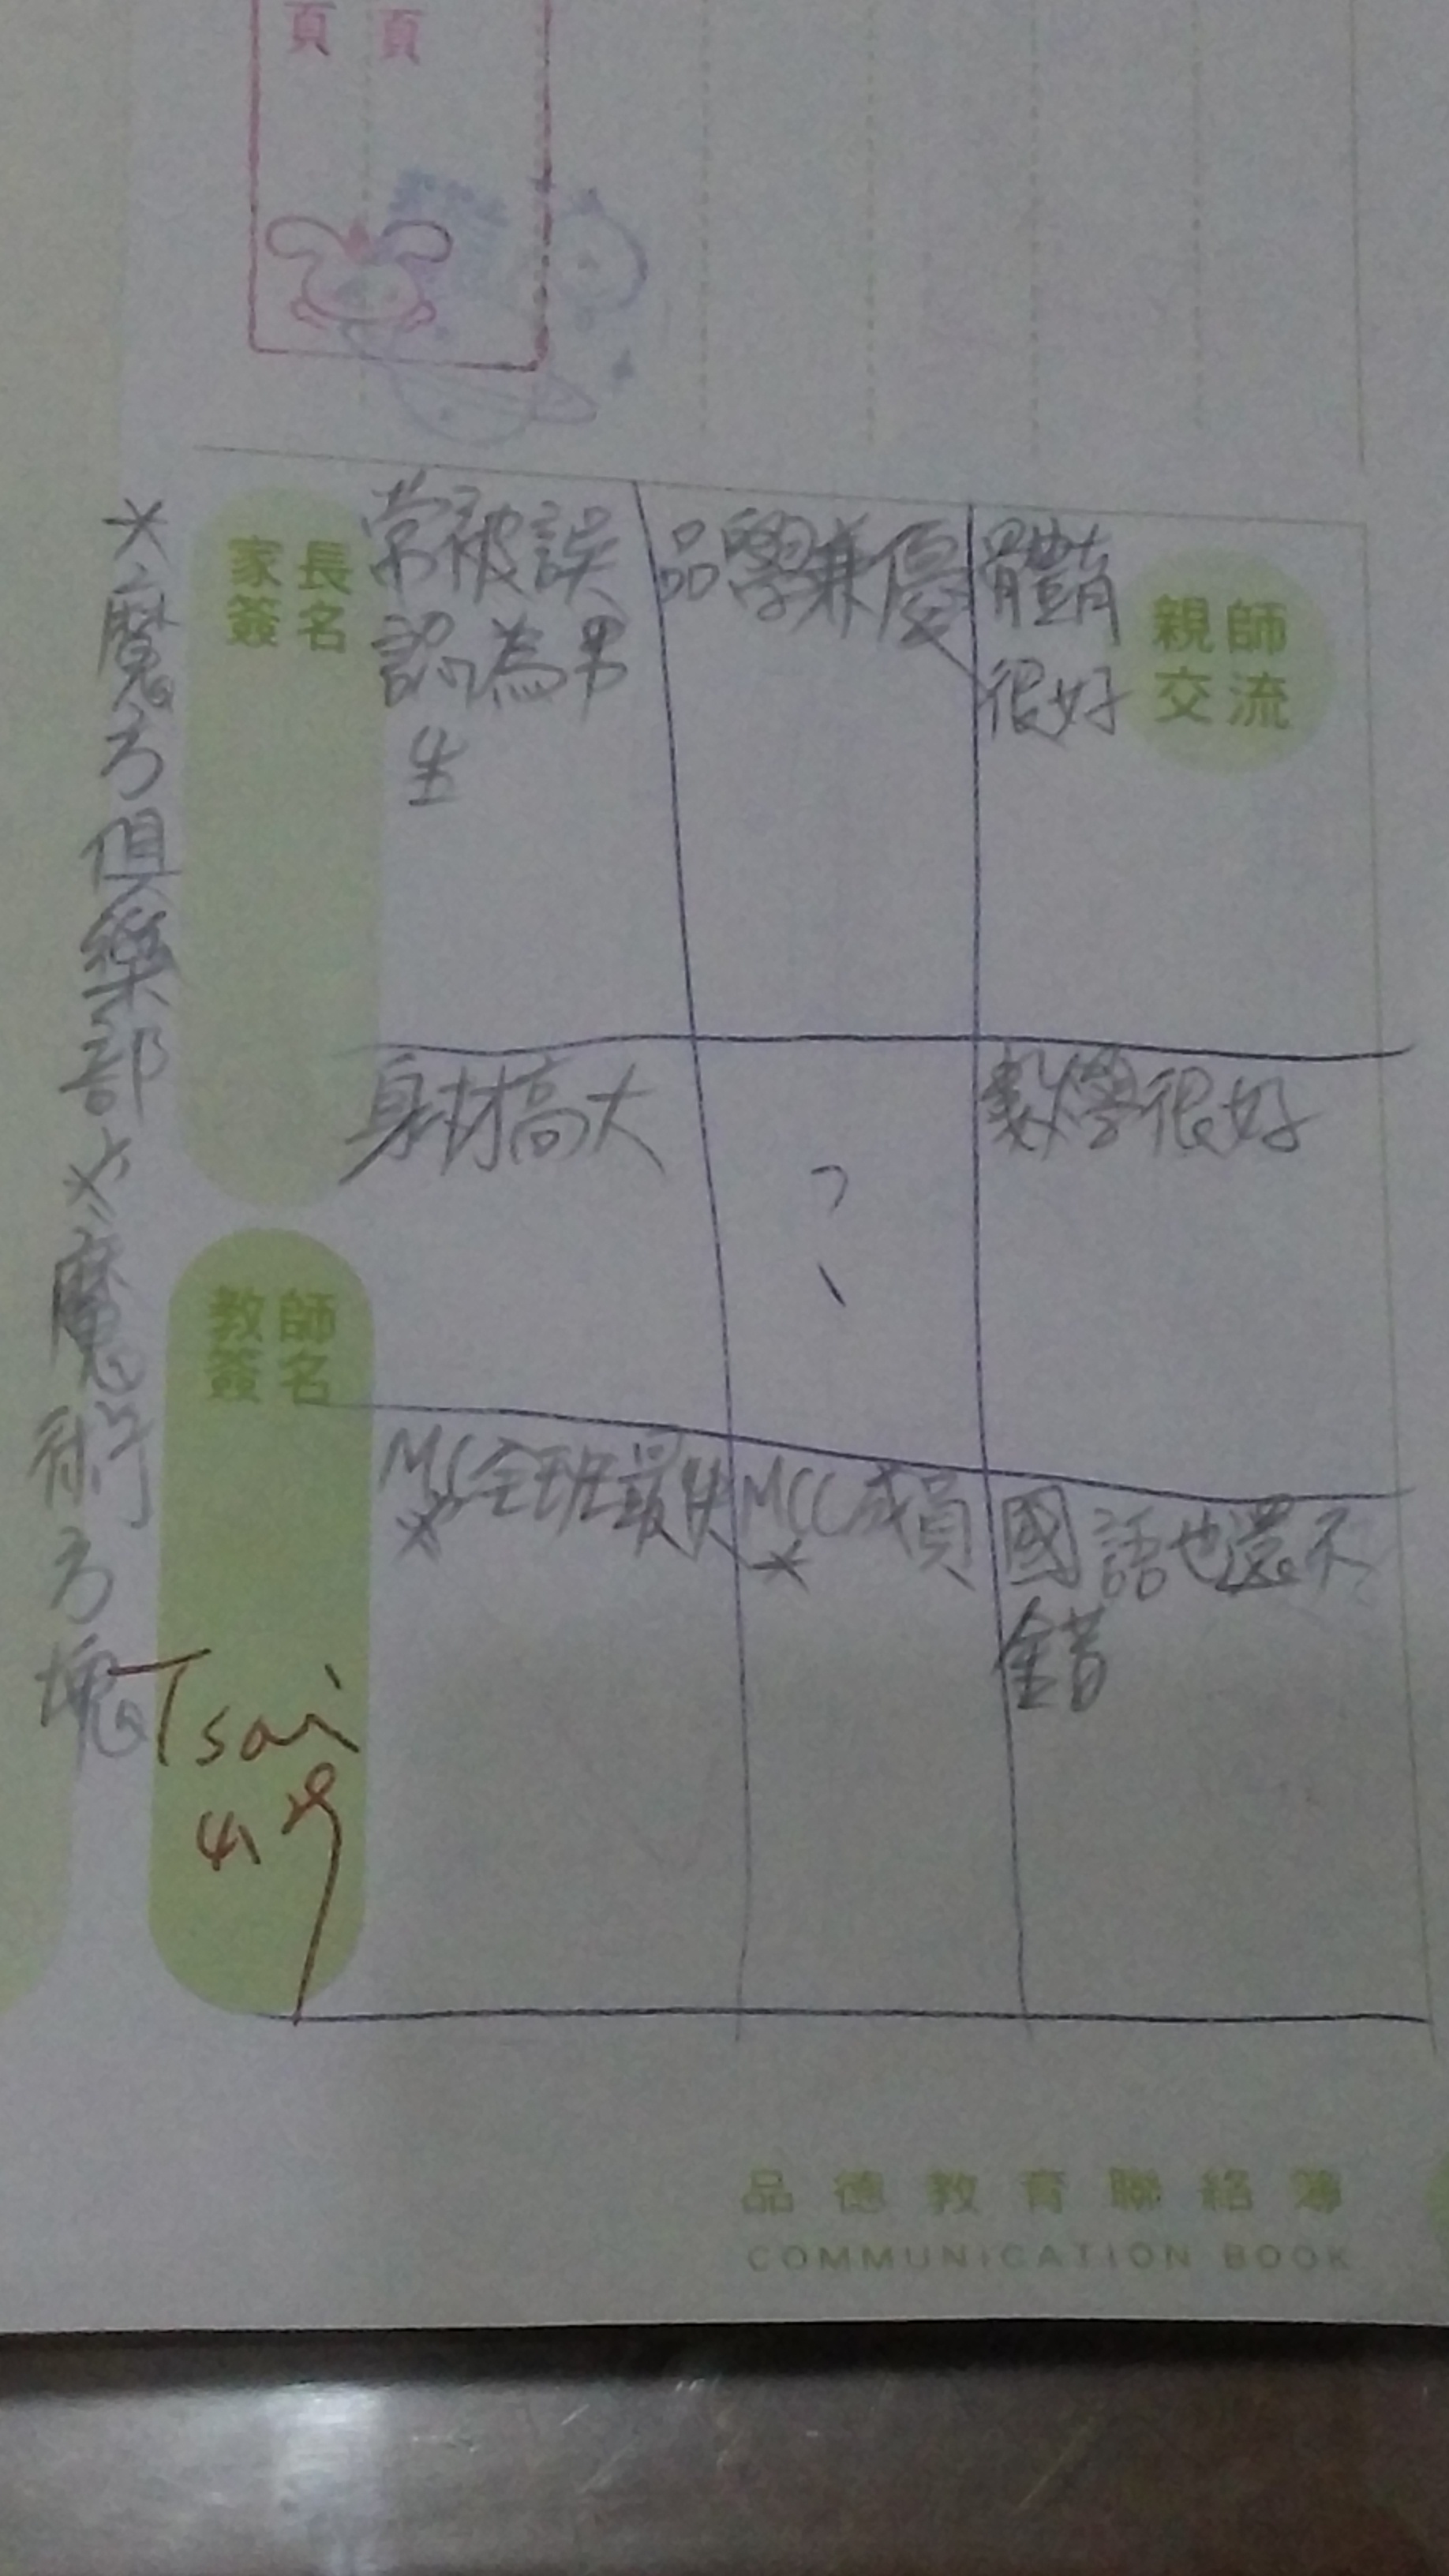 頁 頁
親師
交流
體育
很好
品學兼優
常被誤
認為男
生
家長
簽名
數學很好
?
身材高大
國語也還不
錯
MCC成員
*
MC全班最快
*
教師
簽名
Tsai
*魔方俱樂部 *魔術方塊
品德教育聯絡簿
COMMUNICATION BOOK